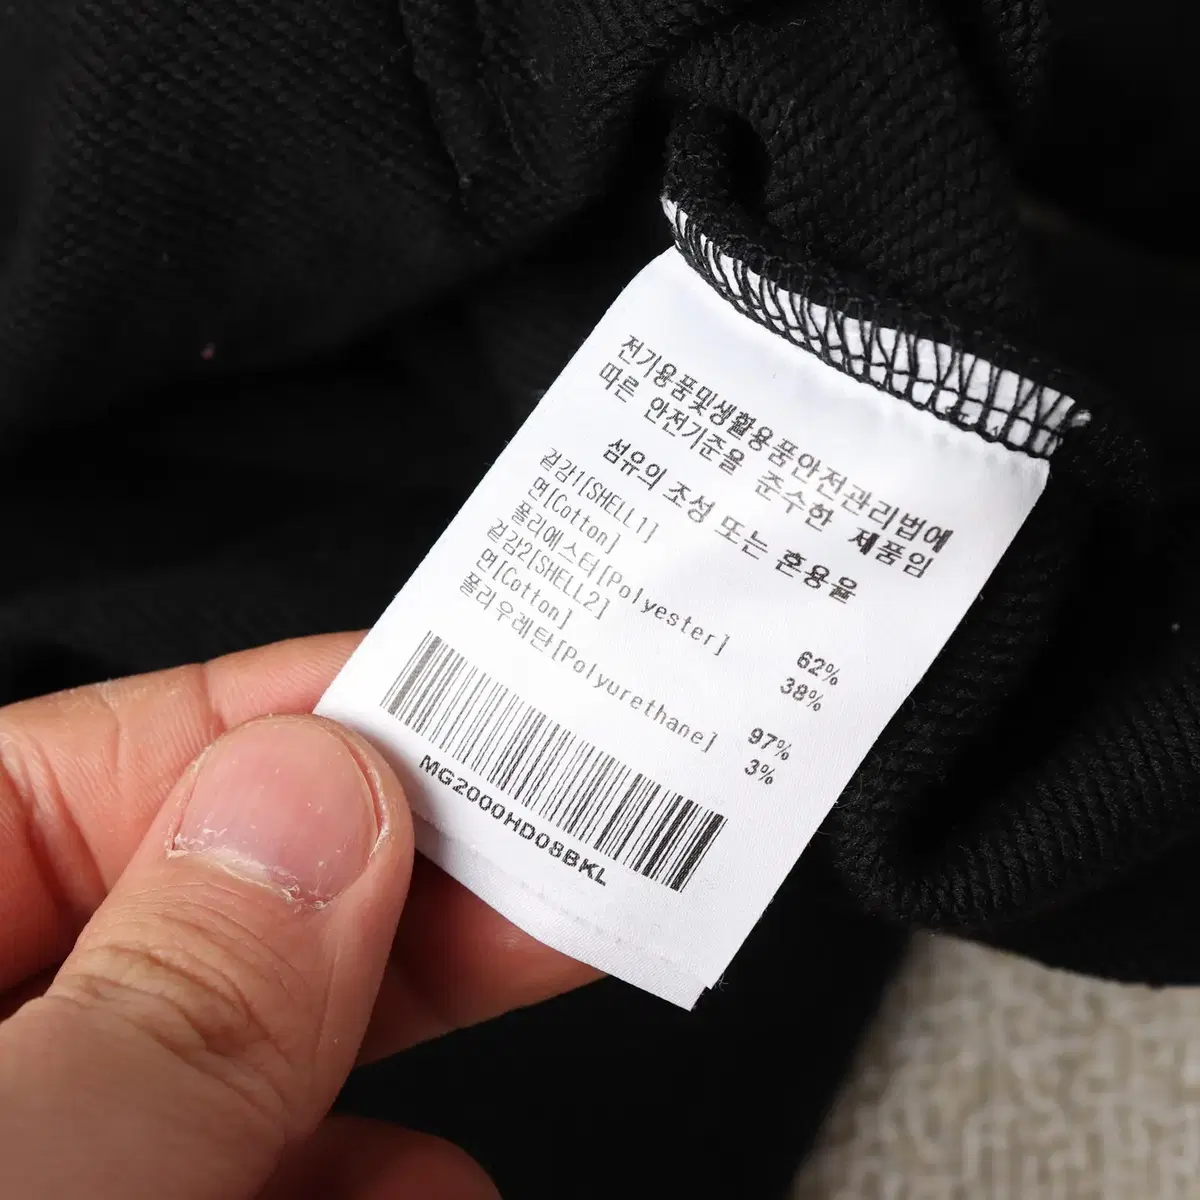 전기용품및생활용품안전관리법에
따른 안전기준을 준수한 제품임
섬유의 조성 또는 혼용율
겉감1[SHELL1]
면[Cotton] 62%
폴리에스터[Polyester] 38%
겉감2[SHELL2]
면[Cotton] 97%
폴리우레탄[Polyurethane] 3%
MG2000HD08BKL